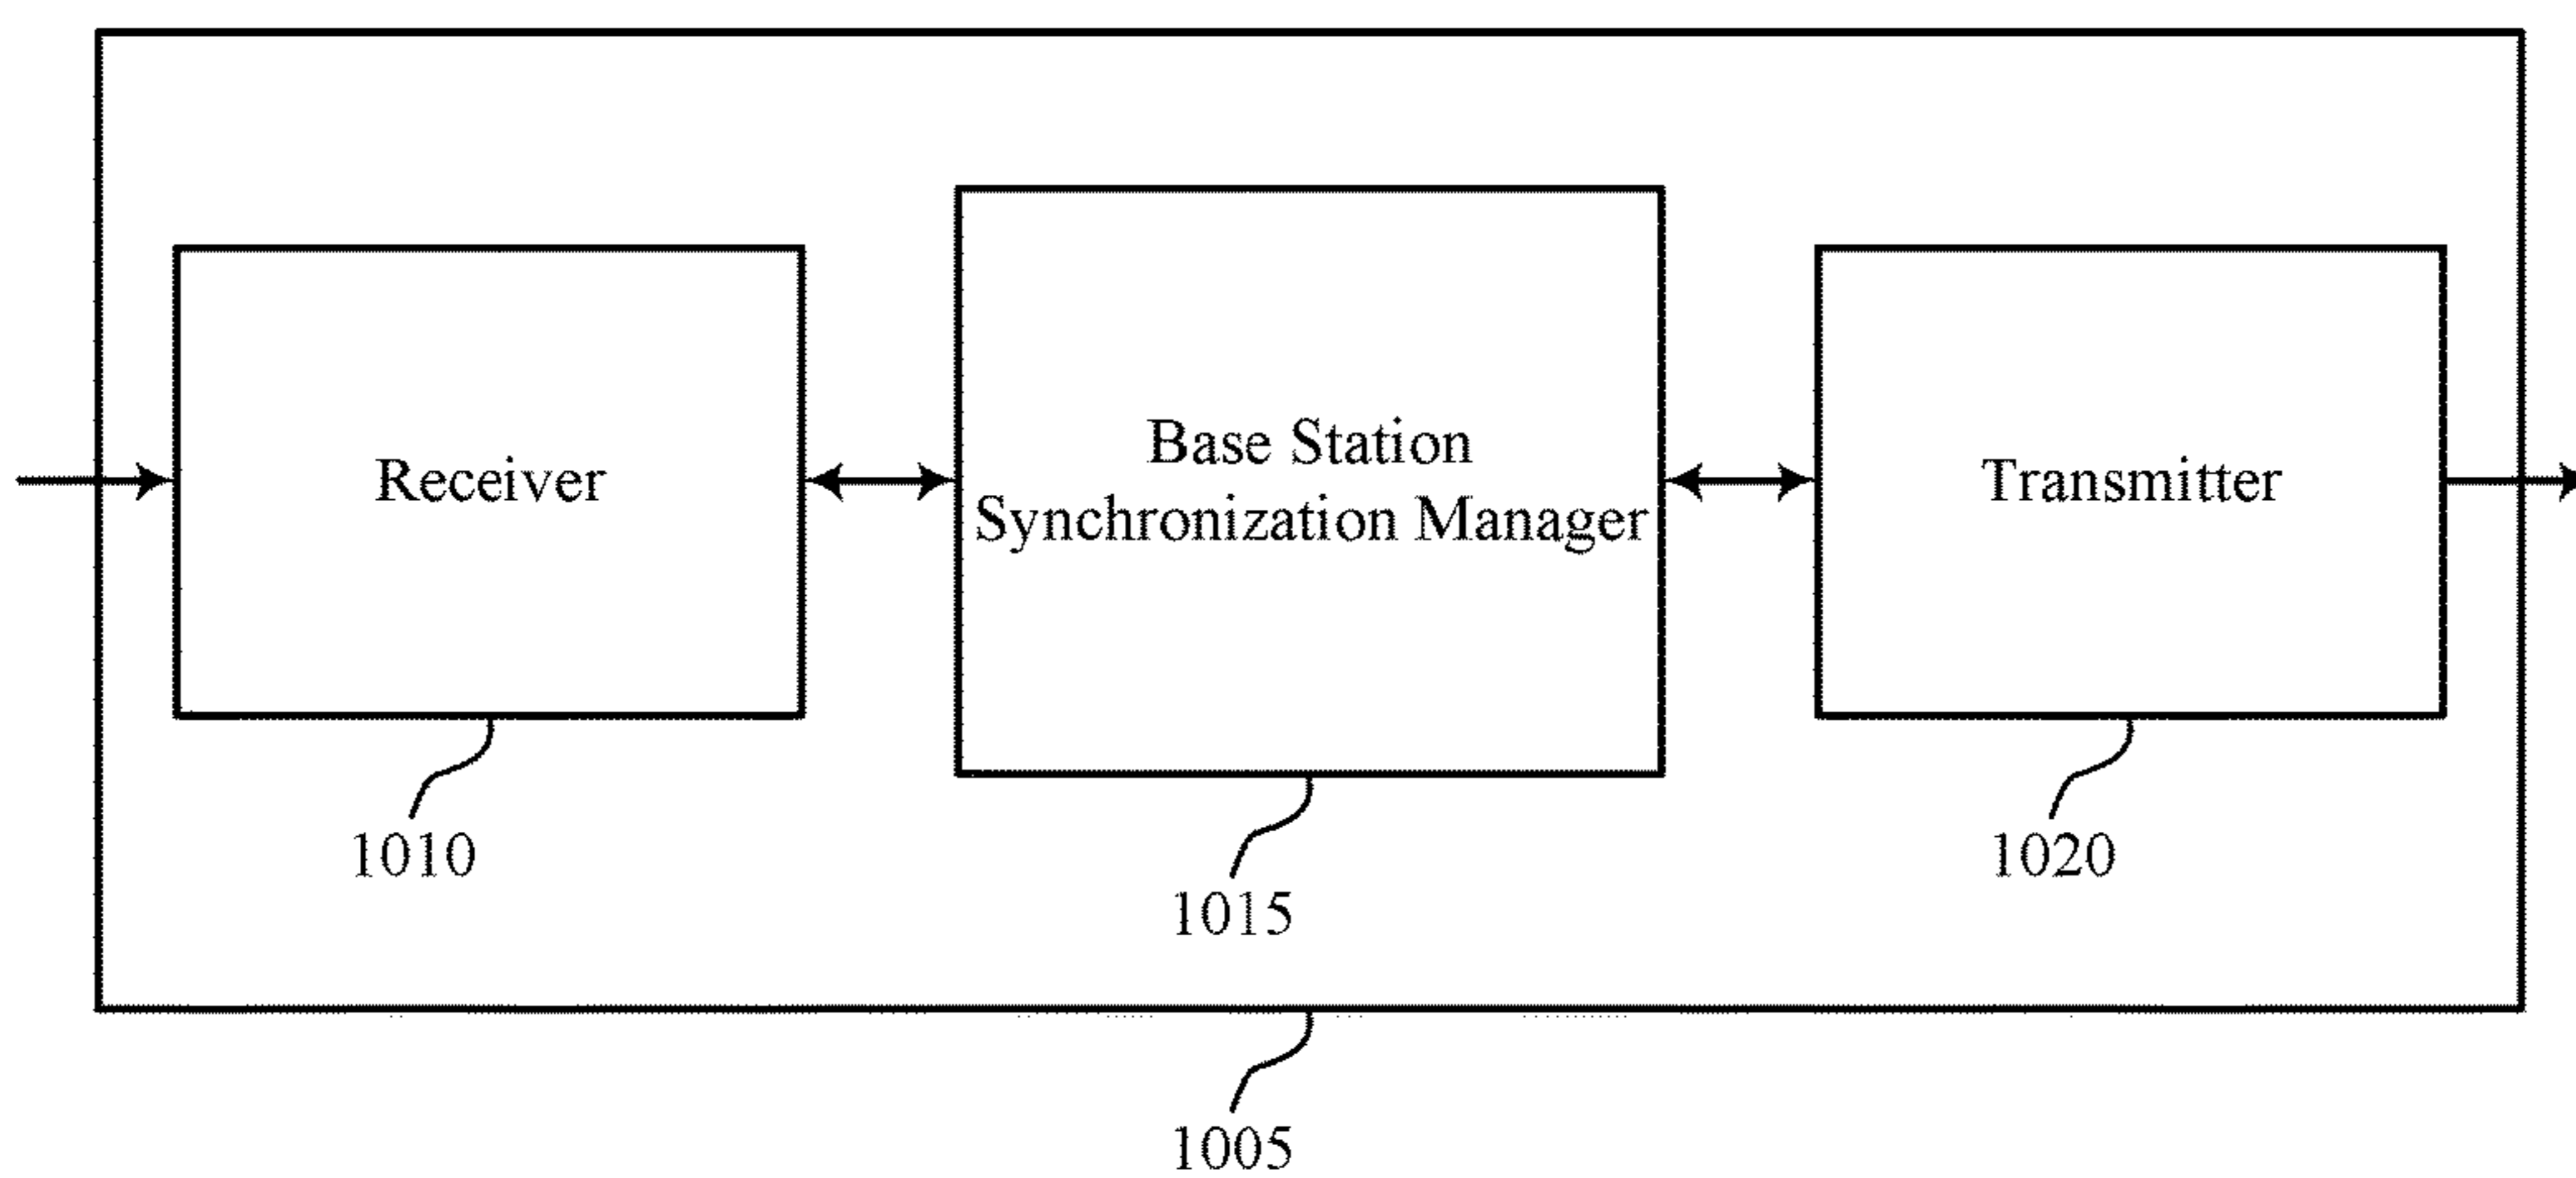 Receiver
Base Station
Synchronization Manager
Transmitter
1010
1015
1020
1005